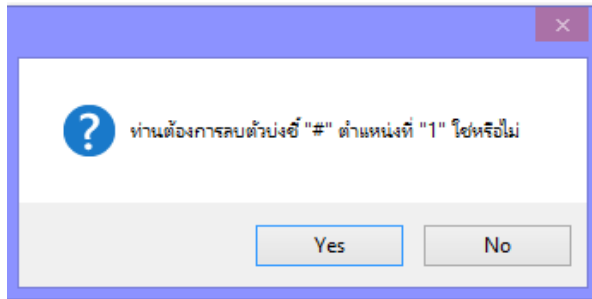 ท่านต้องการลบตัวบ่งชี้ "#" ตำแหน่งที่ "1" ใช่หรือไม่
Yes No